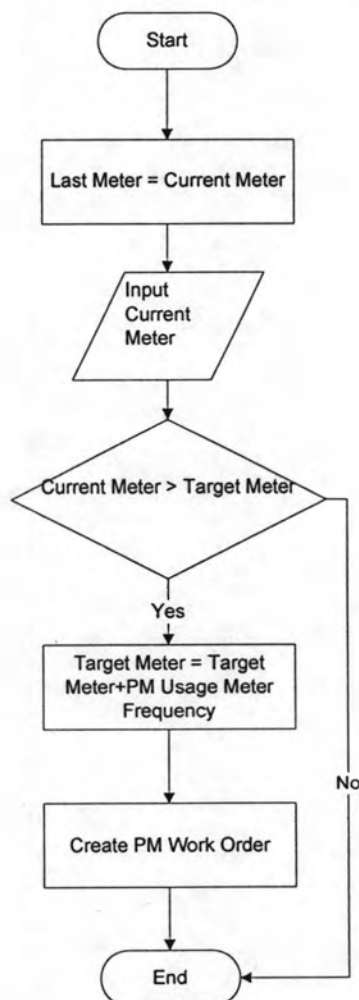 Start
Last Meter = Current Meter
Input
Current
Meter
Current Meter > Target Meter
Yes
Target Meter = Target
Meter+PM Usage Meter
Frequency
No
Create PM Work Order
End